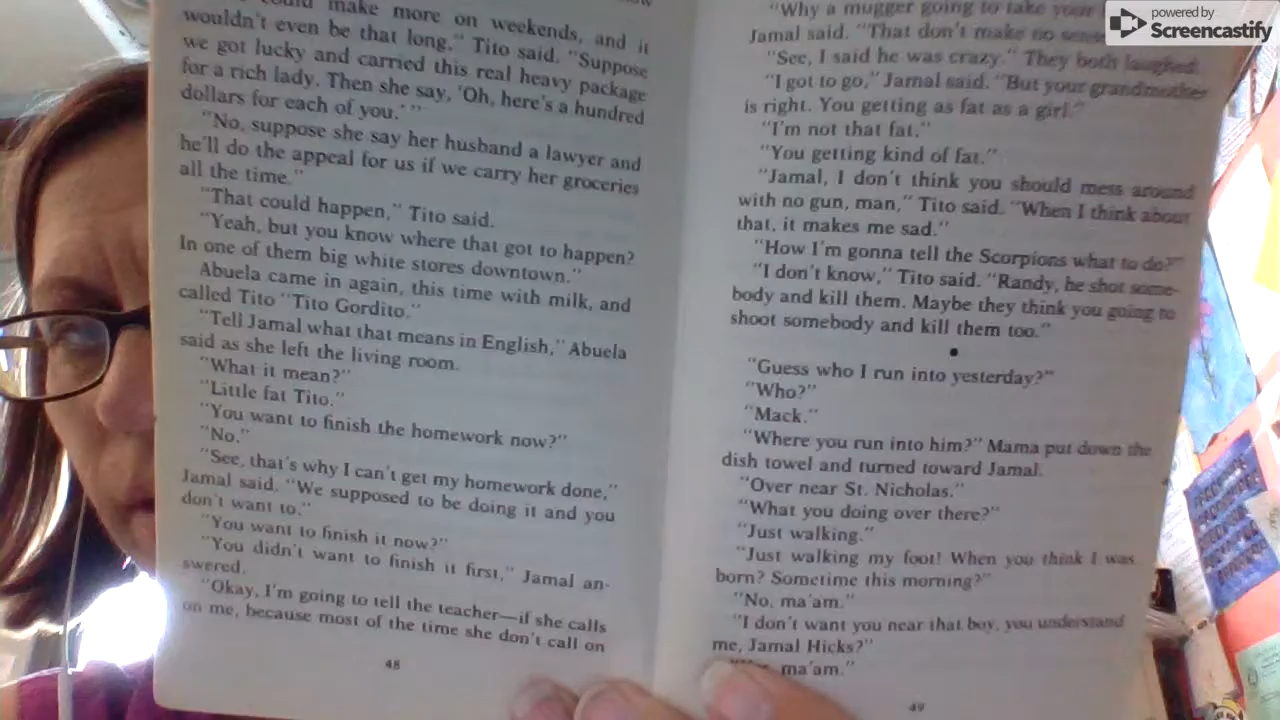 could make more on weekends, and it
wouldn't even be that long," Tito said. "Suppose
we got lucky and carried this real heavy package
for a rich lady. Then she say, 'Oh, here's a hundred
dollars for each of you.' "
"No, suppose she say her husband a lawyer and
he'll do the appeal for us if we carry her groceries
all the time."
"That could happen," Tito said.
"Yeah, but you know where that got to happen?
In one of them big white stores downtown."
Abuela came in again, this time with milk, and
called Tito "Tito Gordito."
"Tell Jamal what that means in English," Abuela
said as she left the living room.
"What it mean?"
"Little fat Tito."
"You want to finish the homework now?"
"No."
"See, that's why I can't get my homework done,"
Jamal said. "We supposed to be doing it and you
don't want to."
"You want to finish it now?"
"You didn't want to finish it first," Jamal an-
swered.
"Okay, I'm going to tell the teacher—if she calls
on me, because most of the time she don't call on
48
"Why a mugger going to take your
Jamal said. "That don't make no
"See, I said he was crazy." They both laughed.
"I got to go," Jamal said. "But your grandmother
is right. You getting as fat as a girl."
"I'm not that fat."
"You getting kind of fat."
"Jamal, I don't think you should mess around
with no gun, man," Tito said. "When I think about
that, it makes me sad."
"How I'm gonna tell the Scorpions what to do?"
"I don't know," Tito said. "Randy, he shot some-
body and kill them. Maybe they think you going to
shoot somebody and kill them too."
•
"Guess who I run into yesterday?"
"Who?"
"Mack."
"Where you run into him?" Mama put down the
dish towel and turned toward Jamal.
"Over near St. Nicholas."
"What you doing over there?"
"Just walking."
"Just walking my foot! When you think I was
born? Sometime this morning?"
"No, ma'am."
"I don't want you near that boy, you understand
me, Jamal Hicks?"
ma'am."
49
powered by
Screencastify